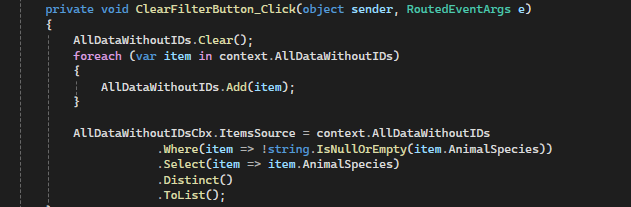 private void ClearFilterButton_Click(object sender, RoutedEventArgs e)
{
AllDataWithoutIDs.Clear();
foreach (var item in context.AllDataWithoutIDs)
{
AllDataWithoutIDs.Add(item);
}
AllDataWithoutIDsCbx.ItemsSource = context.AllDataWithoutIDs
.Where(item => !string.IsNullOrEmpty(item.AnimalSpecies))
.Select(item => item.AnimalSpecies)
.Distinct()
.ToList();